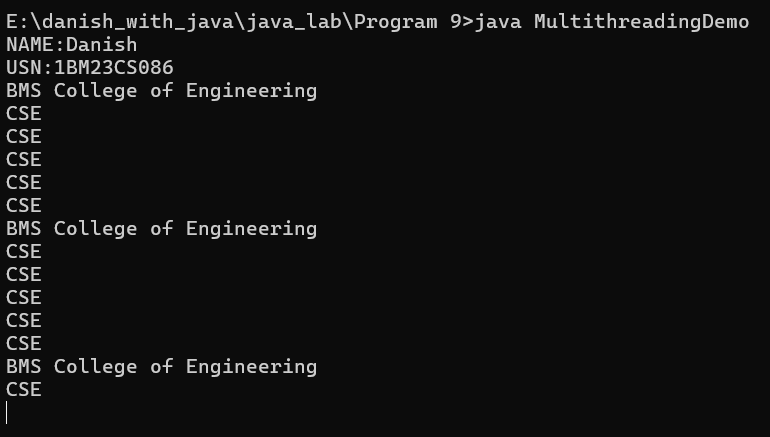 E:\danish_with_java\java_lab\Program 9>java MultithreadingDemo
NAME:Danish
USN:1BM23CS086
BMS College of Engineering
CSE
CSE
CSE
CSE
CSE
BMS College of Engineering
CSE
CSE
CSE
CSE
CSE
BMS College of Engineering
CSE